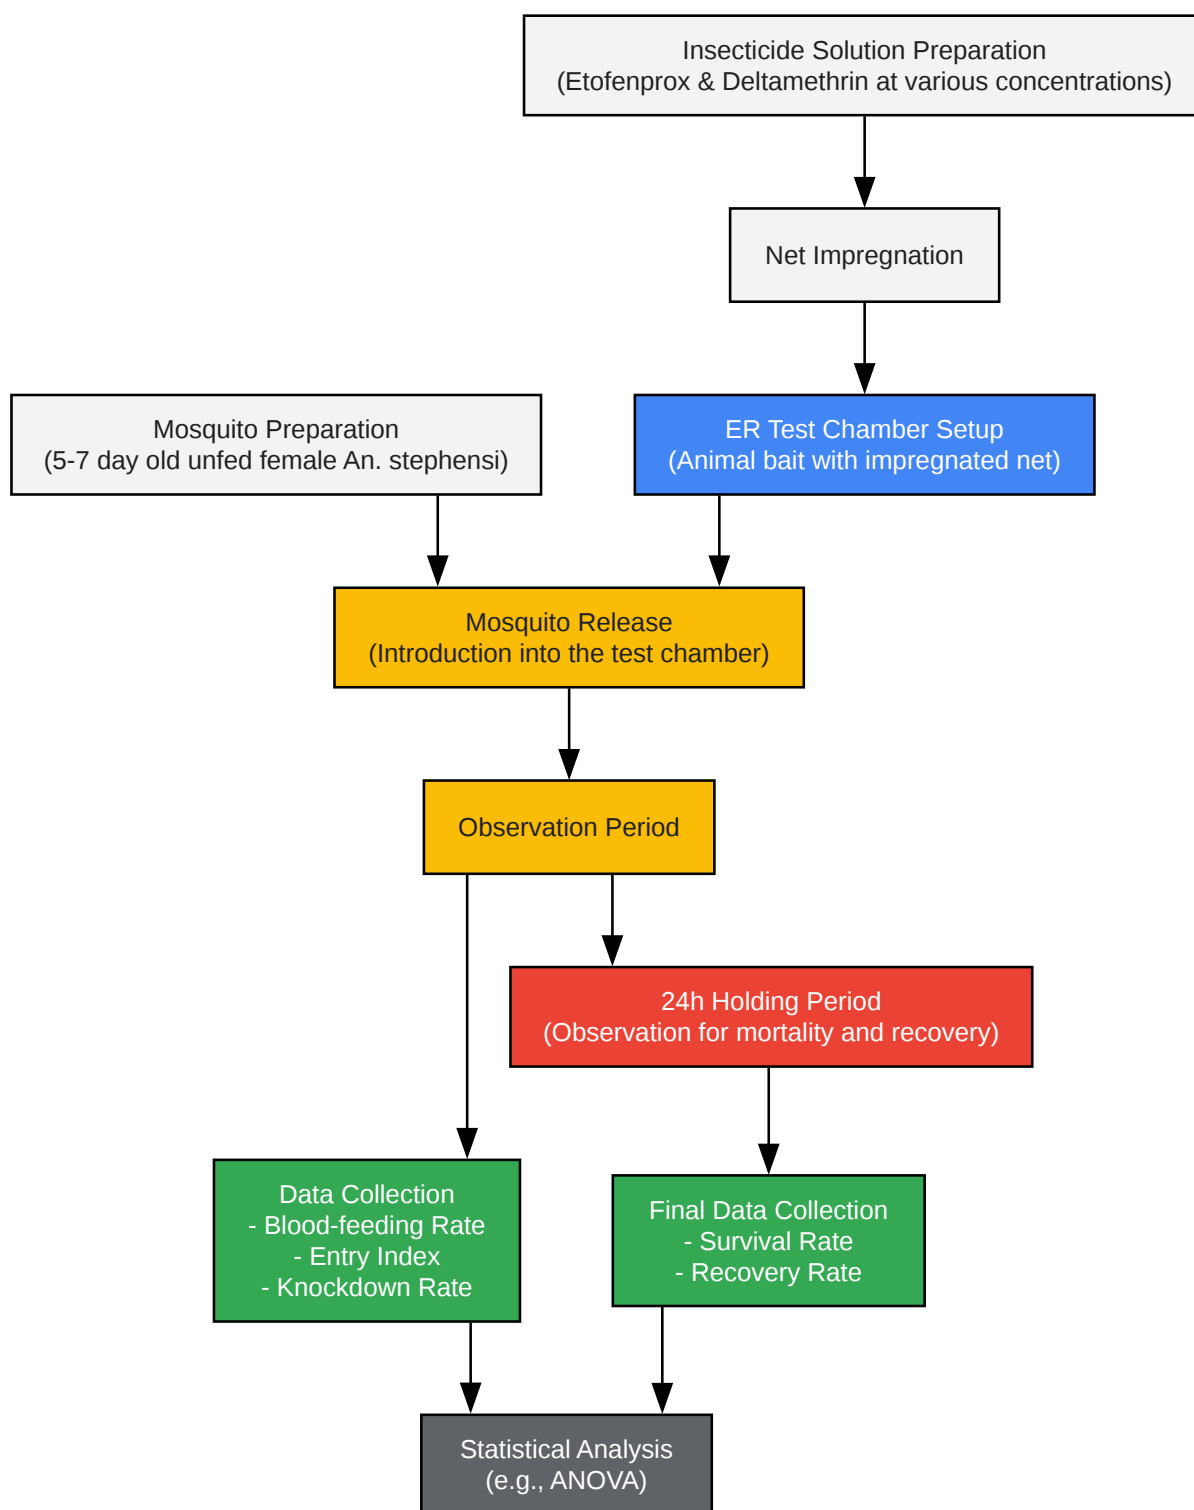 Insecticide Solution Preparation
(Etofenprox & Deltamethrin at various concentrations)
Net Impregnation
Mosquito Preparation
(5-7 day old unfed female An. stephensi)
ER Test Chamber Setup
(Animal bait with impregnated net)
Mosquito Release
(Introduction into the test chamber)
Observation Period
24h Holding Period
(Observation for mortality and recovery)
Data Collection
- Blood-feeding Rate
- Entry Index
- Knockdown Rate
Final Data Collection
- Survival Rate
- Recovery Rate
Statistical Analysis
(e.g., ANOVA)